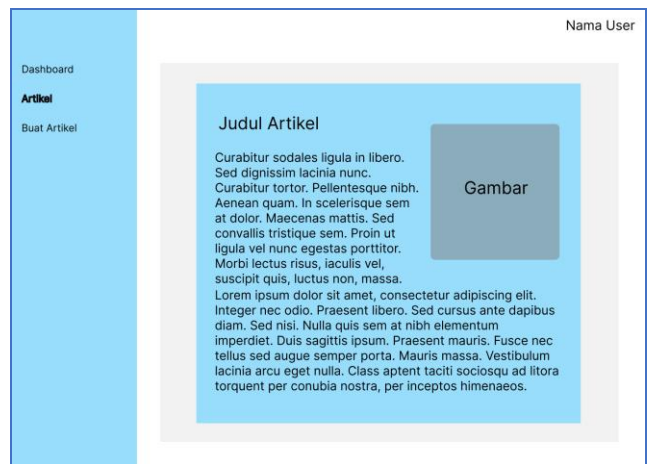 Nama User
Dashboard
Artikel
Buat Artikel
Judul Artikel
Gambar
Curabitur sodales ligula in libero.
Sed dignissim lacinia nunc.
Curabitur tortor. Pellentesque nibh.
Aenean quam. In scelerisque sem
at dolor. Maecenas mattis. Sed
convallis tristique sem. Proin ut
ligula vel nunc egestas porttitor.
Morbi lectus risus, iaculis vel,
suscipit quis, luctus non, massa.
Lorem ipsum dolor sit amet, consectetur adipiscing elit.
Integer nec odio. Praesent libero. Sed cursus ante dapibus
diam. Sed nisi. Nulla quis sem at nibh elementum
imperdiet. Duis sagittis ipsum. Praesent mauris. Fusce nec
tellus sed augue semper porta. Mauris massa. Vestibulum
lacinia arcu eget nulla. Class aptent taciti sociosqu ad litora
torquent per conubia nostra, per inceptos himenaeos.